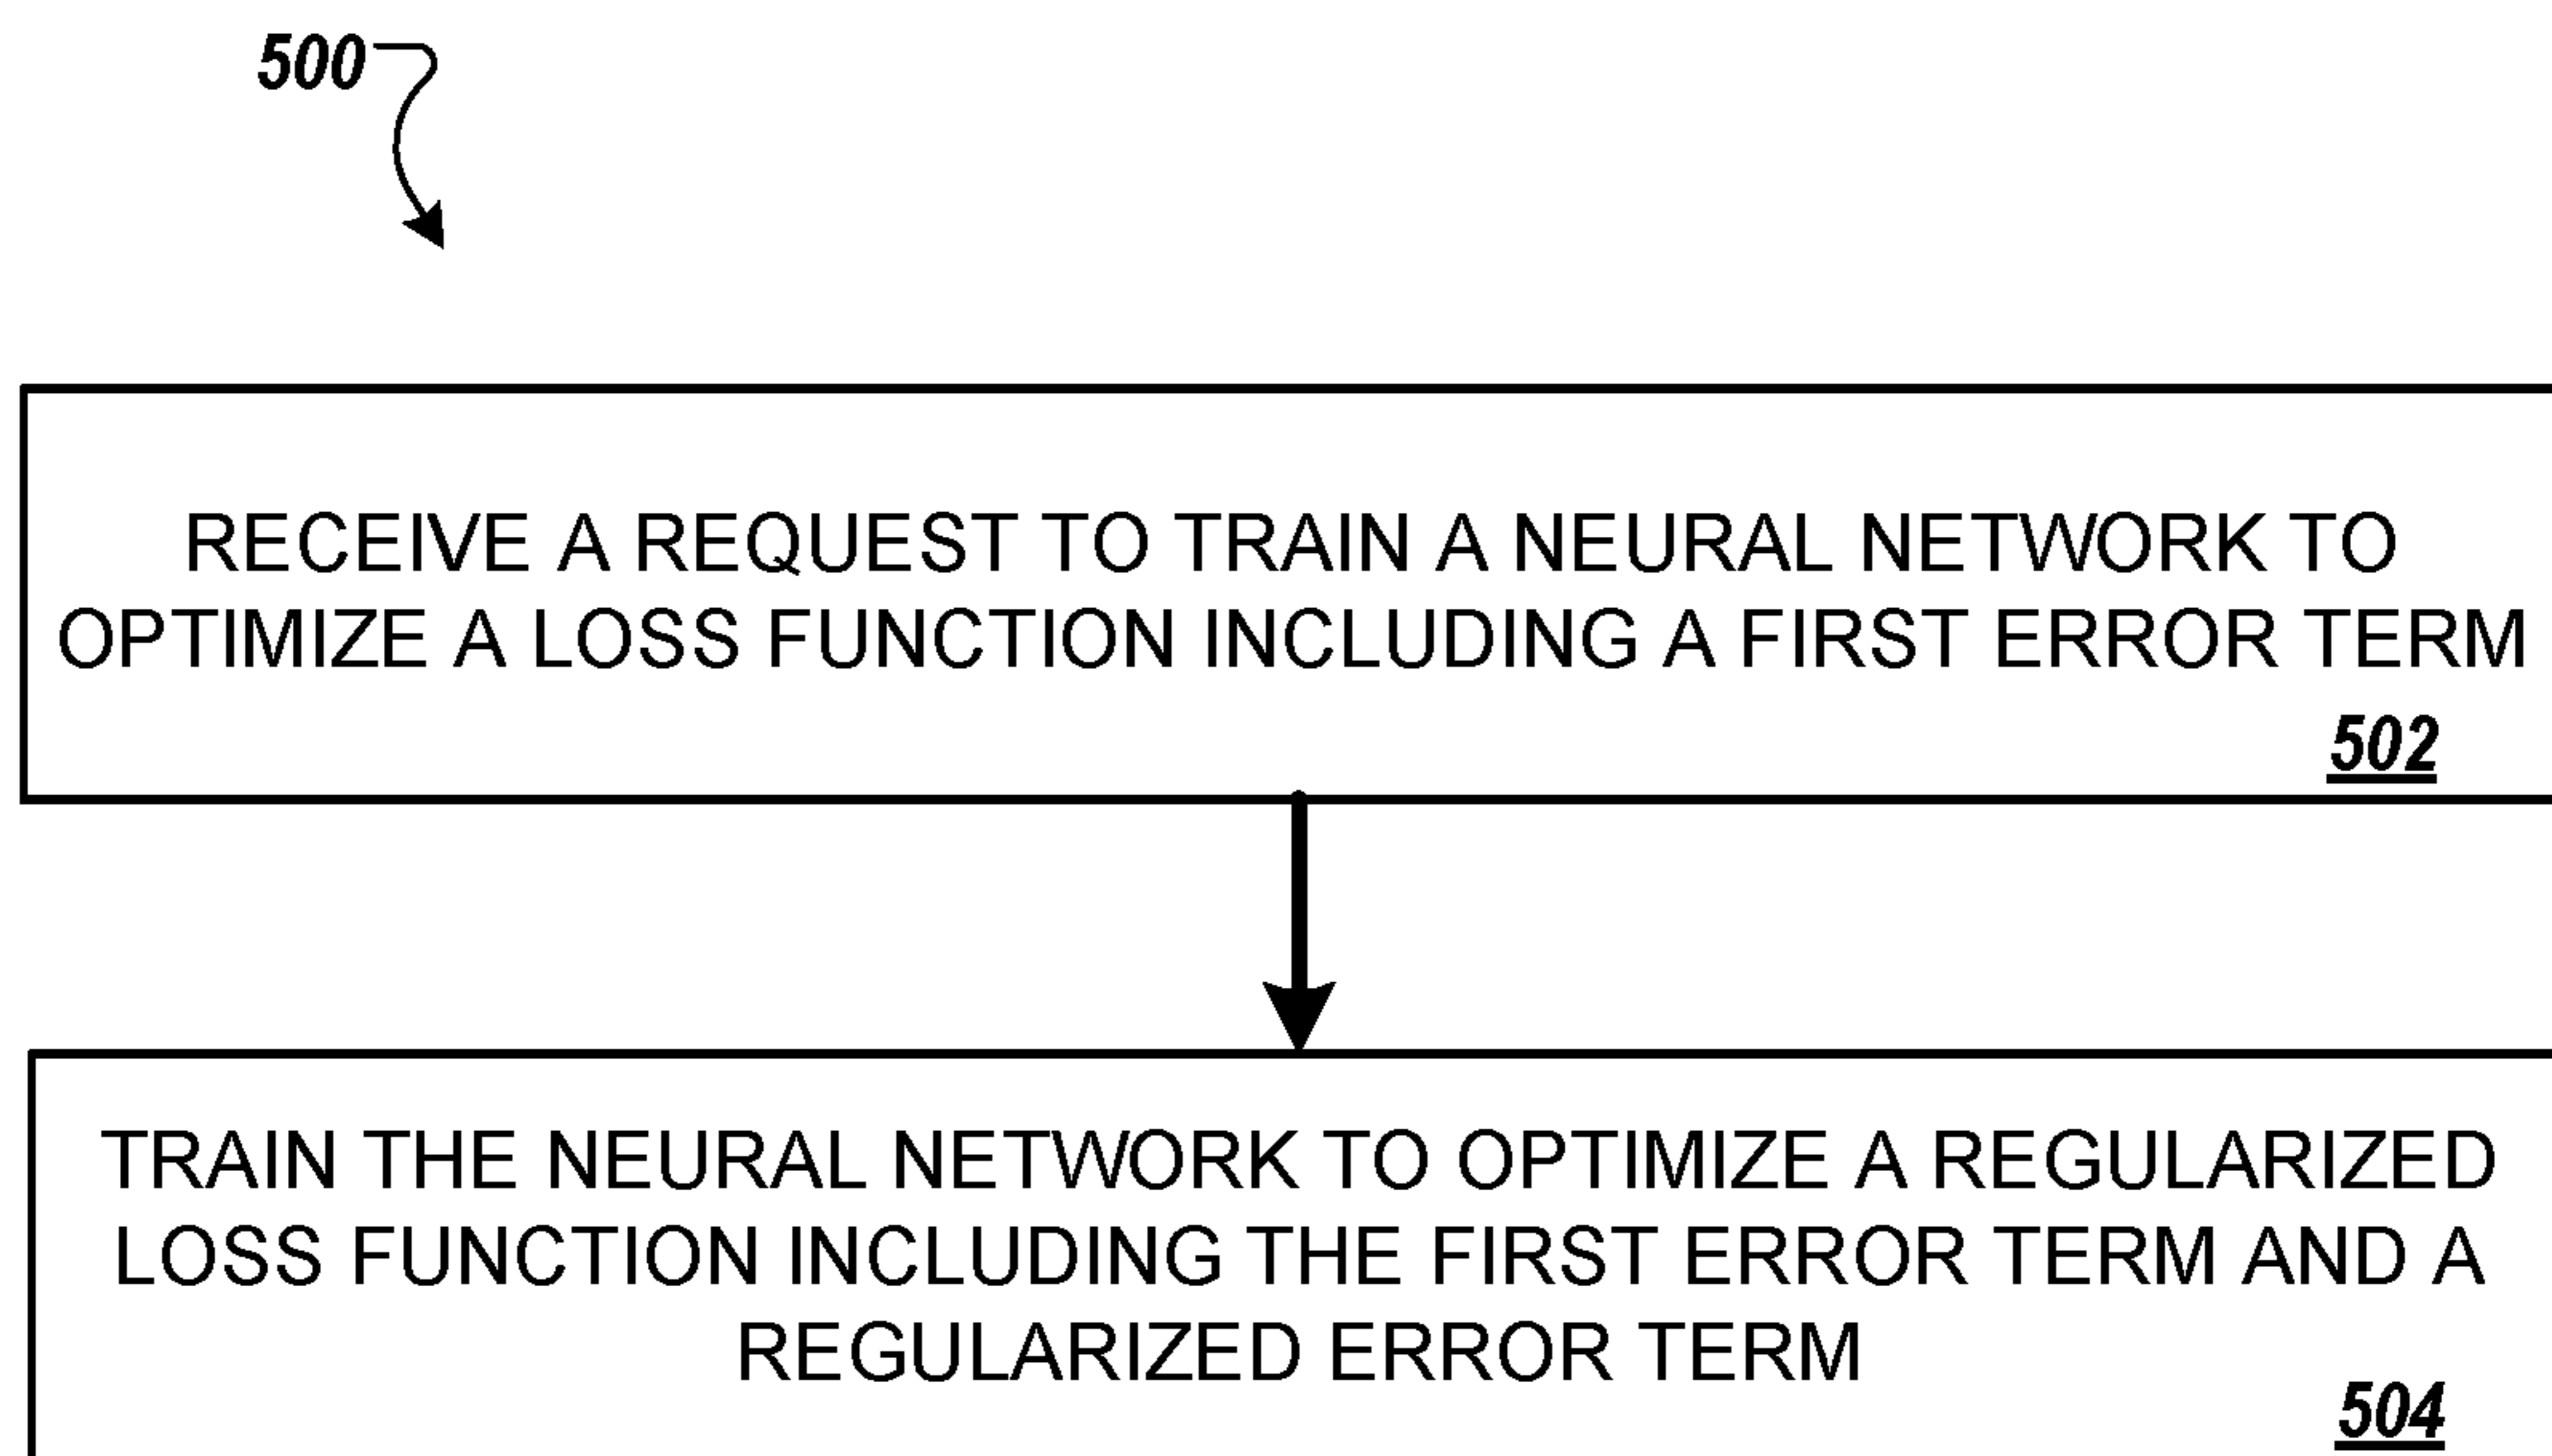 500
RECEIVE A REQUEST TO TRAIN A NEURAL NETWORK TO
OPTIMIZE A LOSS FUNCTION INCLUDING A FIRST ERROR TERM
502
TRAIN THE NEURAL NETWORK TO OPTIMIZE A REGULARIZED
LOSS FUNCTION INCLUDING THE FIRST ERROR TERM AND A
REGULARIZED ERROR TERM
504